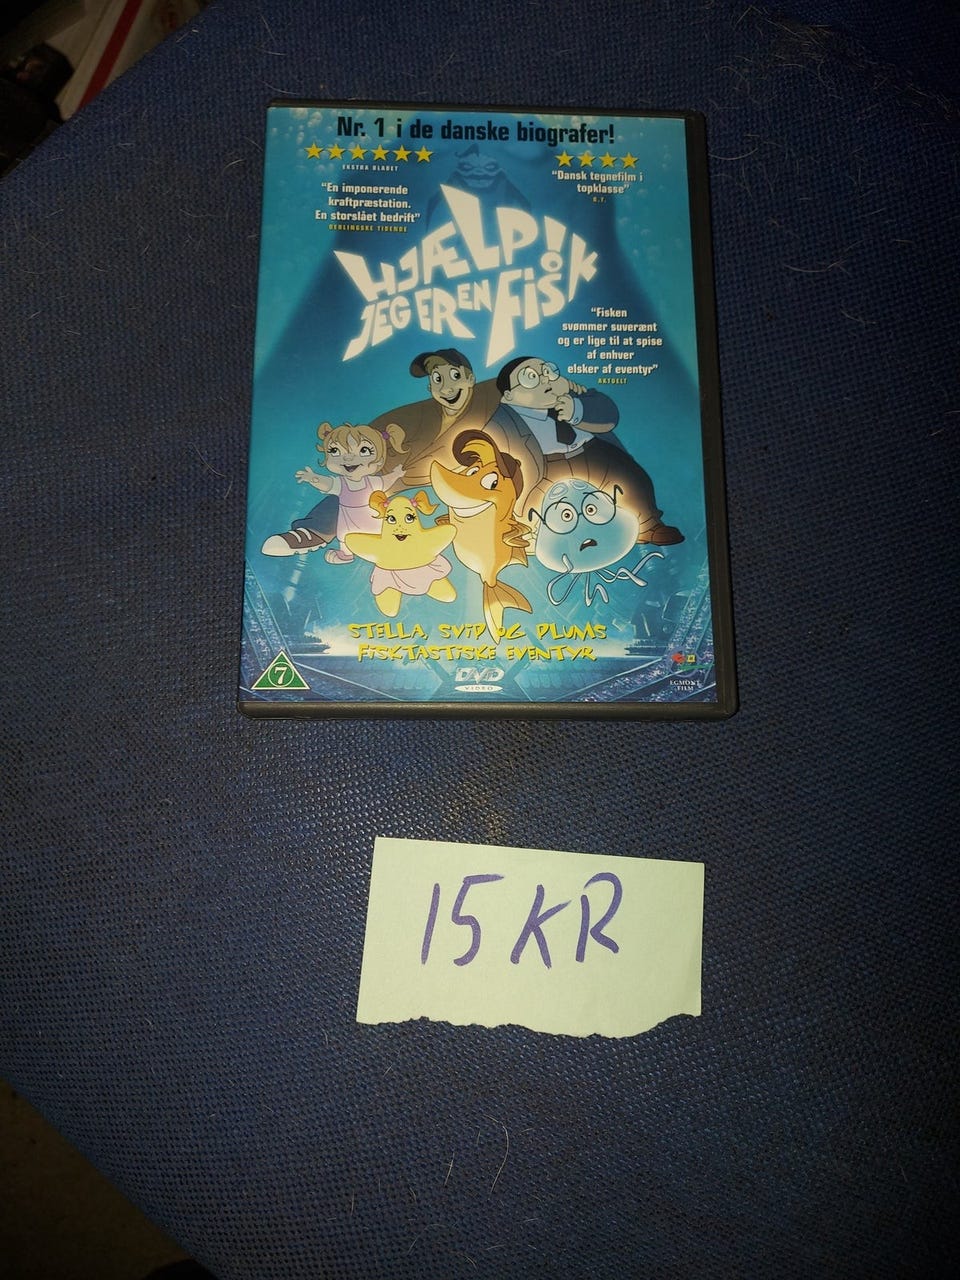 Nr. 1 i de danske biografer!
EKSTRA BLADET
"En imponerende
kraftpræstation.
En storslået bedrift"
BERLINGSKE TIDENDE
"Dansk tegnefilm i
topklasse"
B.T.
HJÆLP!
JEG ER EN FISK
"Fisken
svømmer suverænt
og er lige til at spise
af enhver
elsker af eventyr"
AKTUELT
STELLA, SVIP OG PLUMS
FISKTASTISKE EVENTYR
7
DVD
VIDEO
EGMONT
FILM
15 KR